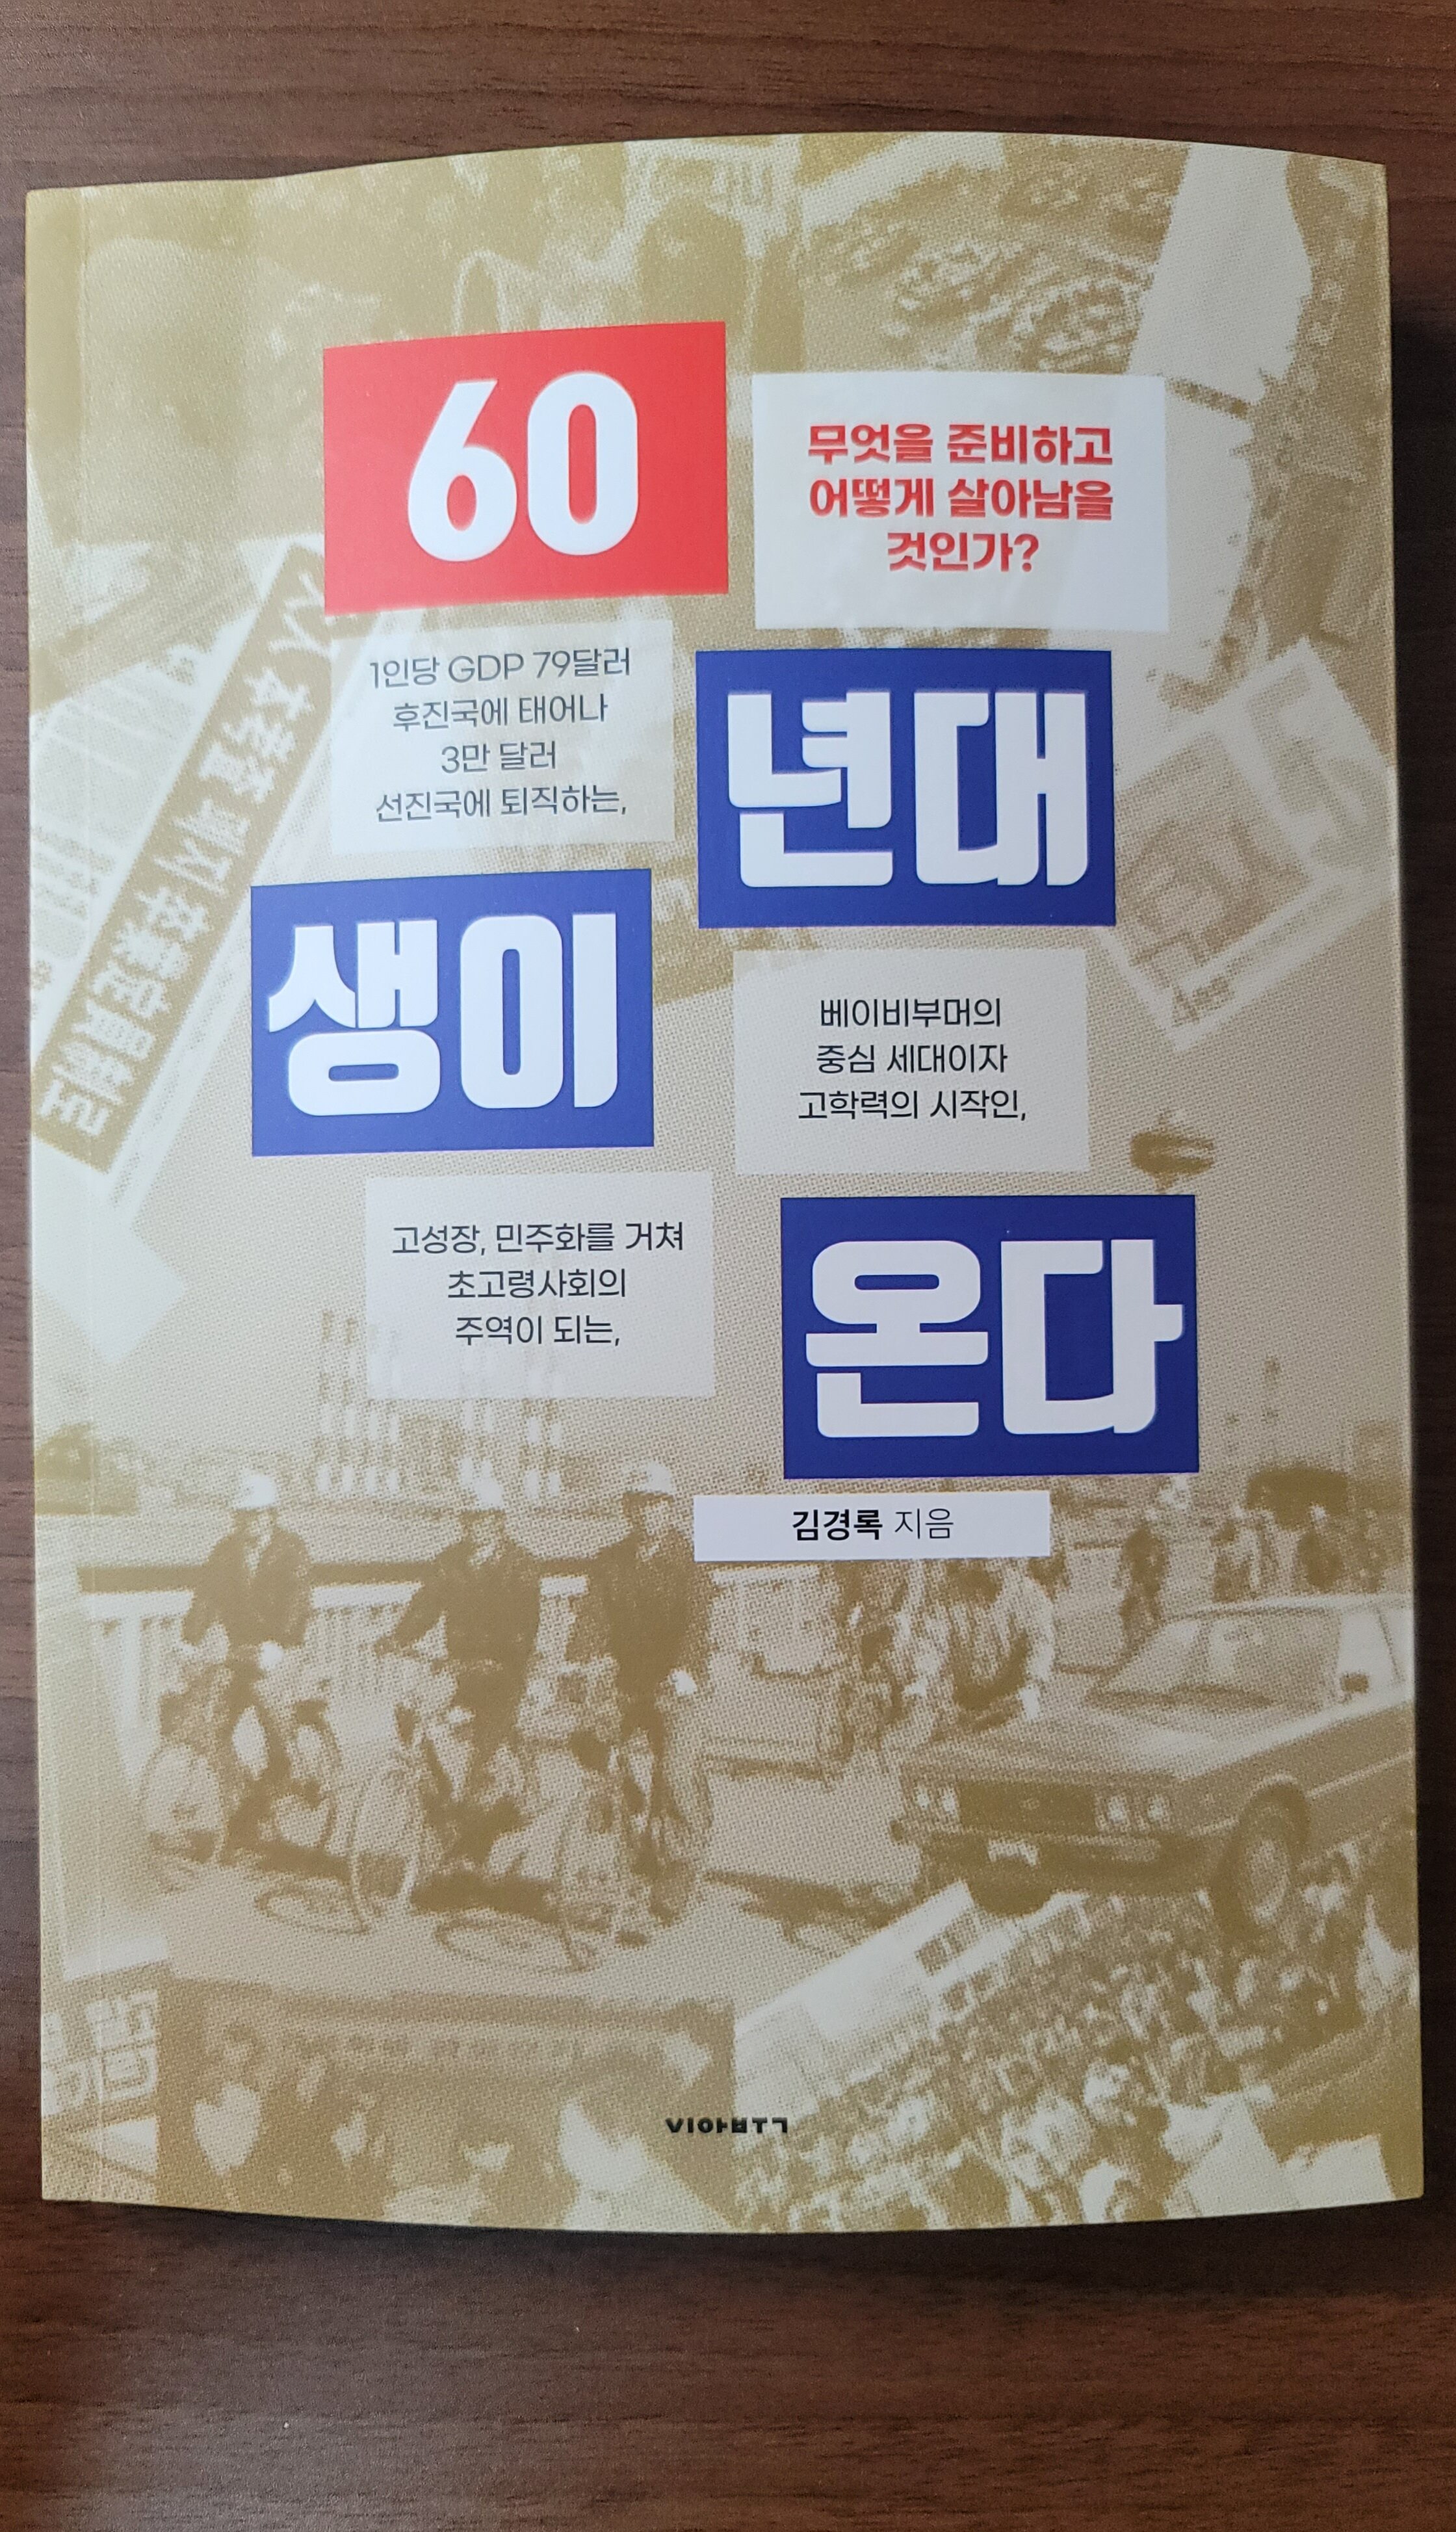 60
무엇을 준비하고
어떻게 살아남을
것인가?
1인당 GDP 79달러
후진국에 태어나
3만 달러
선진국에 퇴직하는,
년대
생이
베이비부머의
중심 세대이자
고학력의 시작인,
고성장, 민주화를 거쳐
초고령사회의
주역이 되는,
온다
김경록 지음
VI아ㅂㅜㄱ